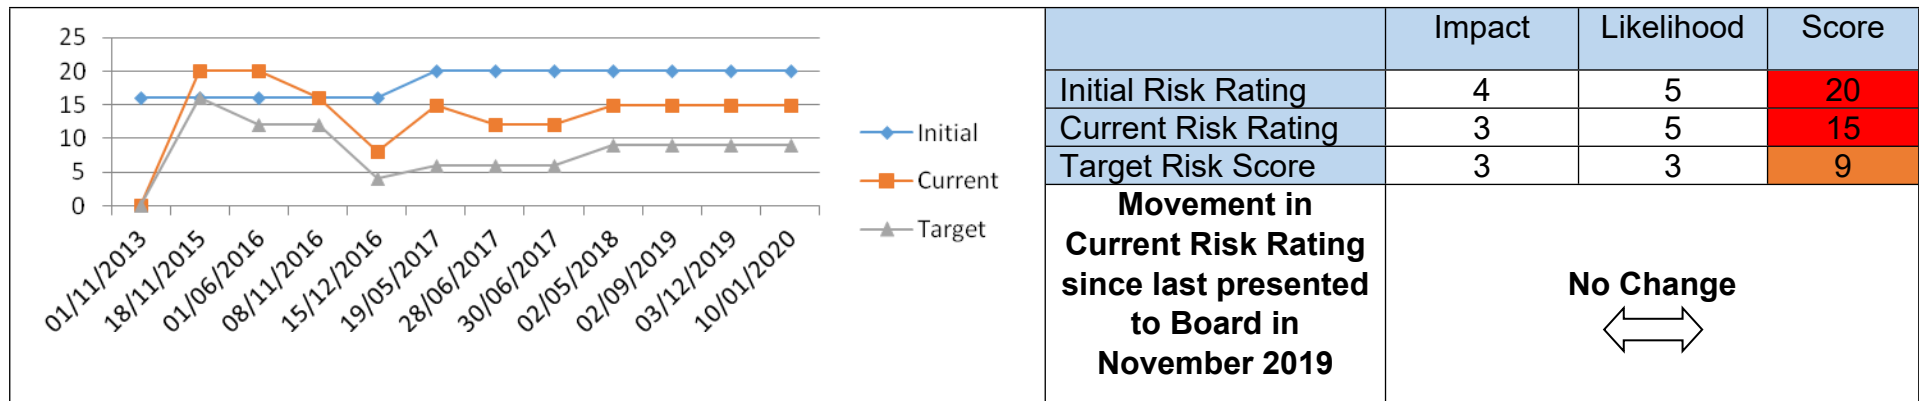 25
20
15
10
5
0
01/11/2013
18/11/2015
01/06/2016
08/11/2016
15/12/2016
19/05/2017
28/06/2017
30/06/2017
02/05/2018
02/09/2019
03/12/2019
10/01/2020
Initial
Current
Target
Impact Likelihood Score
Initial Risk Rating 4 5 20
Current Risk Rating 3 5 15
Target Risk Score 3 3 9
Movement in
Current Risk Rating
since last presented
to Board in
November 2019
No Change